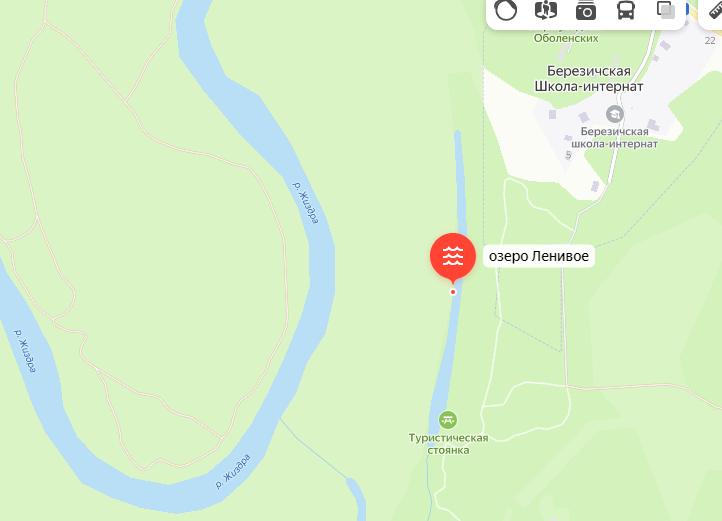 Оболенских
22
Березичская
Школа-интернат
Березичская
школа-интернат
5
р. Жиздра
озеро Ленивое
р. Жиздра
Туристическая
стоянка
р. Жиздра